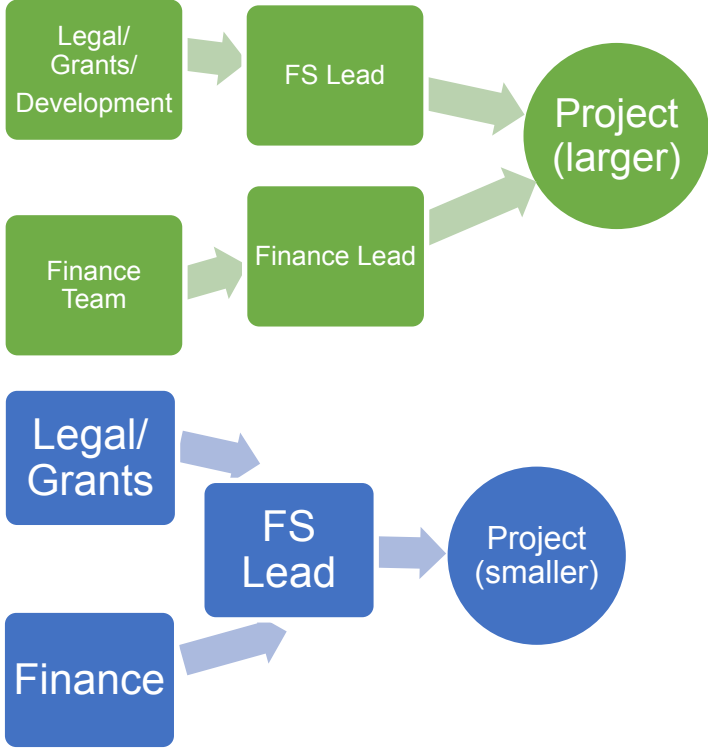 Legal/
Grants/
Development
FS Lead
Project
(larger)
Finance
Team
Finance Lead
Legal/
Grants
FS
Lead
Project
(smaller)
Finance